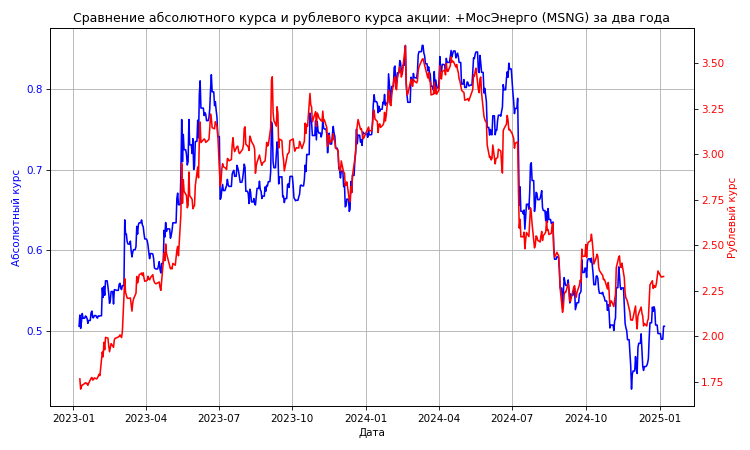 Сравнение абсолютного курса и рублевого курса акции: +МосЭнерго (MSNG) за два года
Абсолютный курс
0.8
0.7
0.6
0.5
3.50
3.25
3.00
2.75
2.50
2.25
2.00
1.75
Рублевый курс
2023-01 2023-04 2023-07 2023-10 2024-01 2024-04 2024-07 2024-10 2025-01
Дата